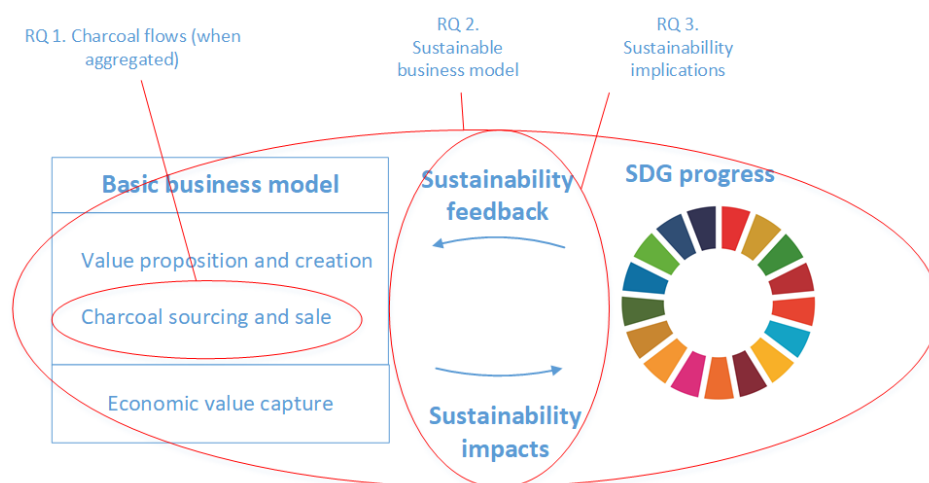 RQ 1. Charcoal flows (when
aggregated)
RQ 2.
Sustainable
business model
RQ 3.
Sustainabillity
implications
Basic business model
Value proposition and creation
Charcoal sourcing and sale
Economic value capture
Sustainability
feedback
Sustainability
impacts
SDG progress